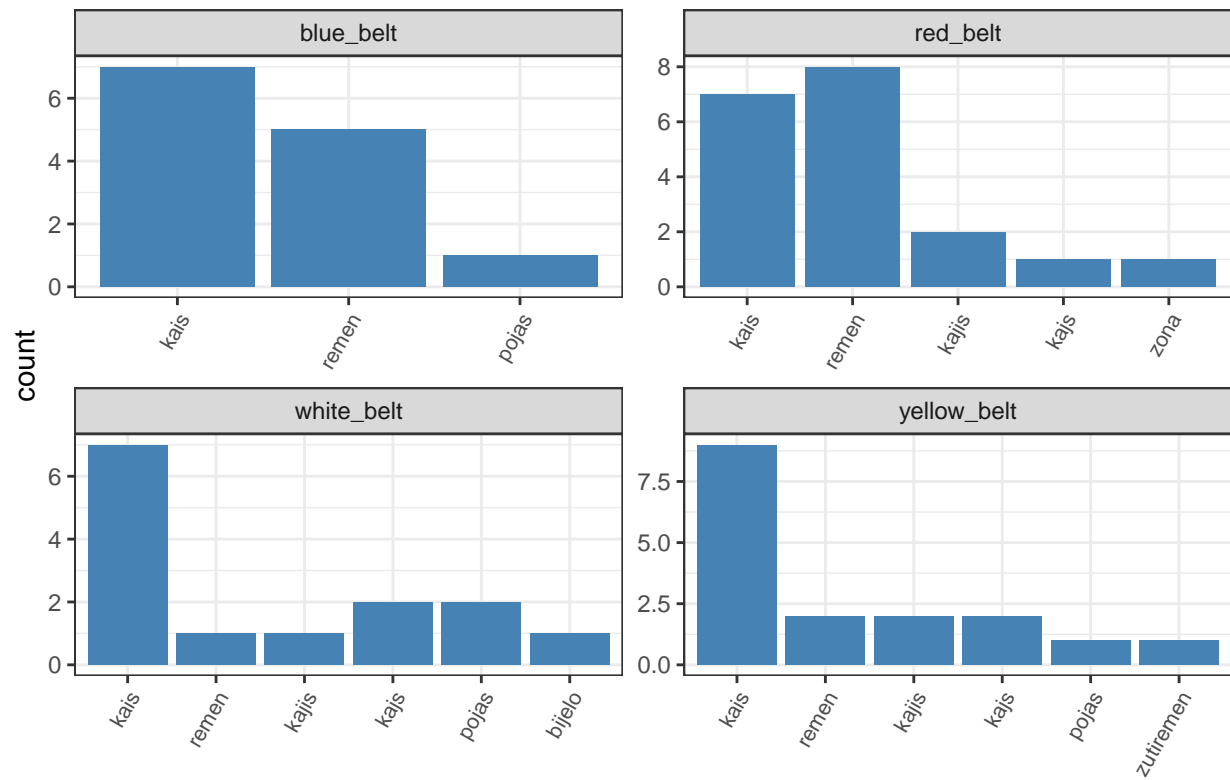 blue_belt
red_belt
6
4
2
0
8
6
4
2
0
kais
remen
pojas
kais
remen
kajis
kajs
zona
count
white_belt
yellow_belt
6
4
2
0
7.5
5.0
2.5
0.0
kais
remen
kajis
kajs
pojas
bijelo
kais
remen
kajis
kajs
pojas
zutiremen